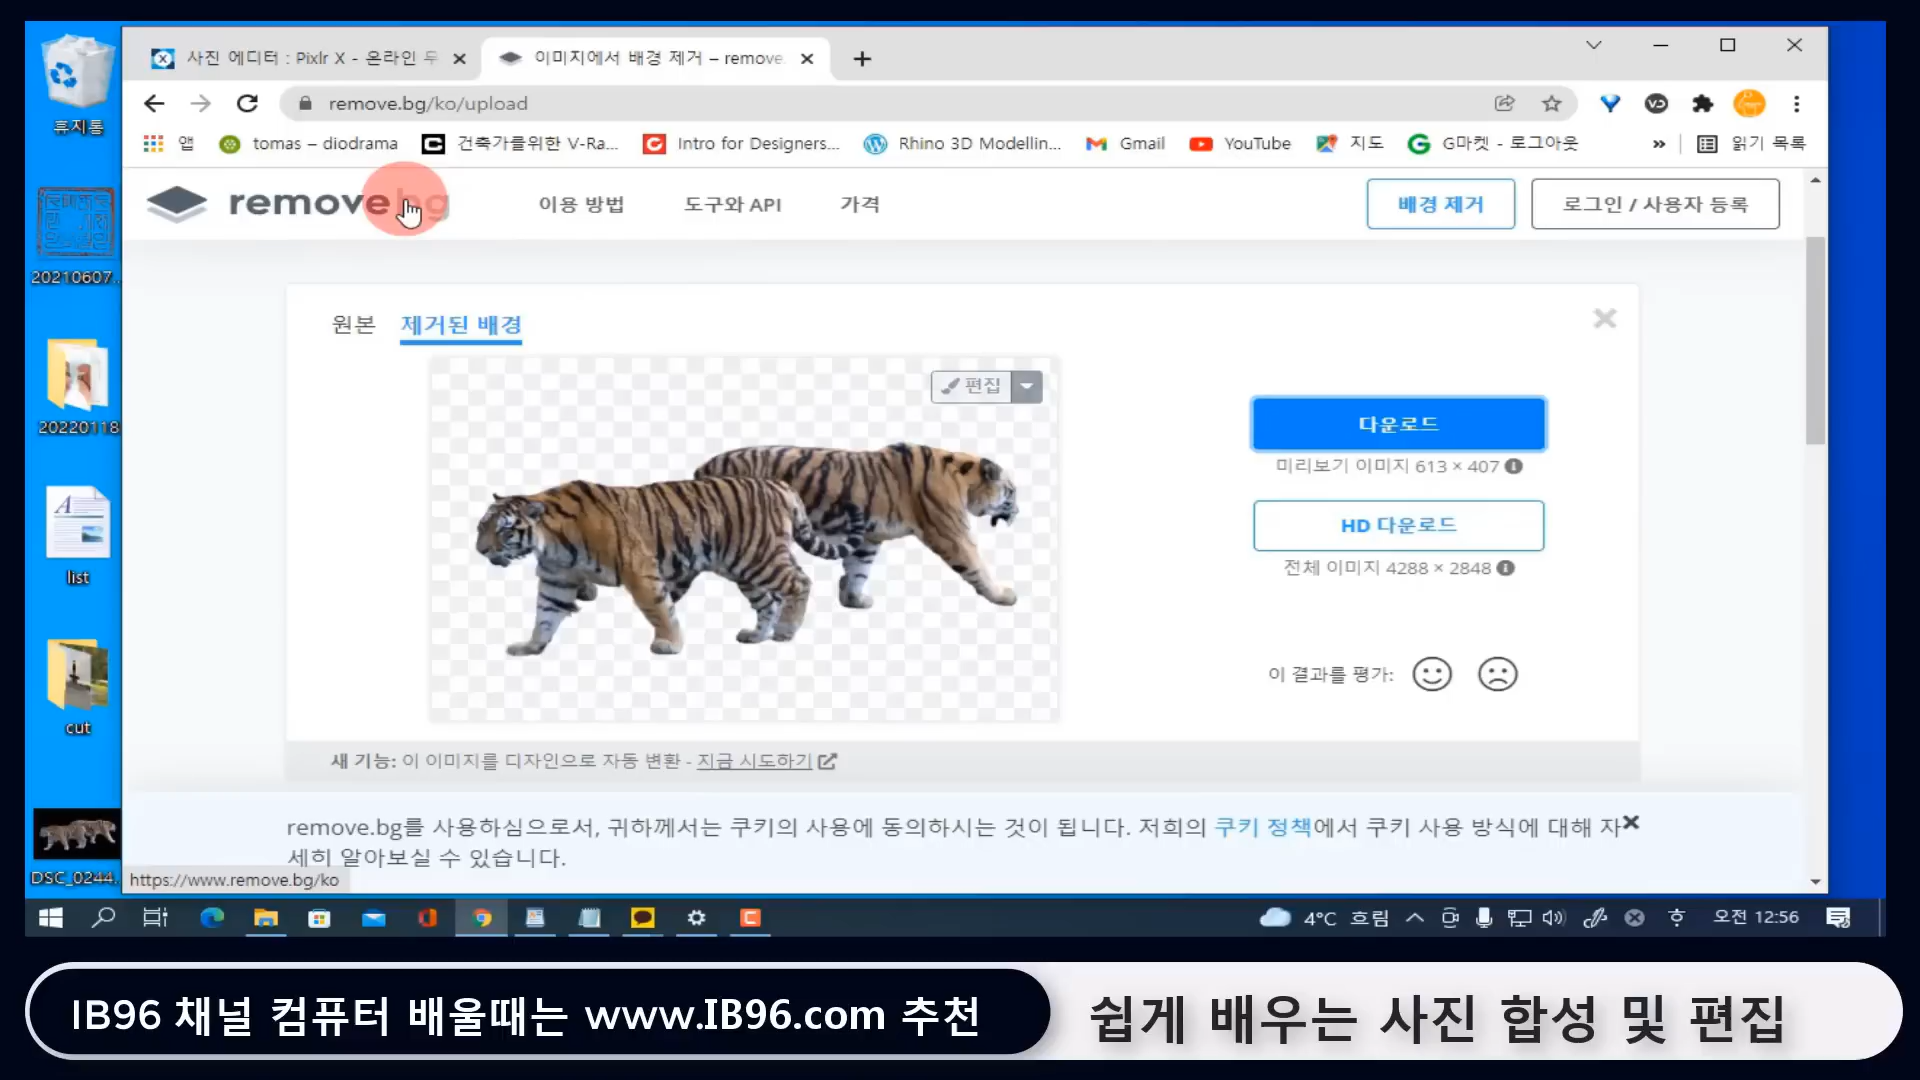 휴지통
20210607...
20220118
list
cut
DSC_0244...
사진 에디터 : Pixlr X - 온라인 무
이미지에서 배경 제거 – remove.
remove.bg/ko/upload
앱
tomas – diodrama
건축가를위한 V-Ra...
Intro for Designers...
Rhino 3D Modellin...
Gmail
YouTube
지도
G마켓 - 로그아웃
»
읽기 목록
remove.bg
이용 방법
도구와 API
가격
배경 제거
로그인 / 사용자 등록
원본
제거된 배경
편집
다운로드
미리보기 이미지 613 × 407
HD 다운로드
전체 이미지 4288 × 2848
이 결과를 평가:
새 기능: 이 이미지를 디자인으로 자동 변환 - 지금 시도하기
remove.bg를 사용하심으로서, 귀하께서는 쿠키의 사용에 동의하시는 것이 됩니다. 저희의 쿠키 정책에서 쿠키 사용 방식에 대해 자
세히 알아보실 수 있습니다.
https://www.remove.bg/ko
4°C 흐림
오전 12:56
IB96 채널 컴퓨터 배울때는 www.IB96.com 추천
쉽게 배우는 사진 합성 및 편집